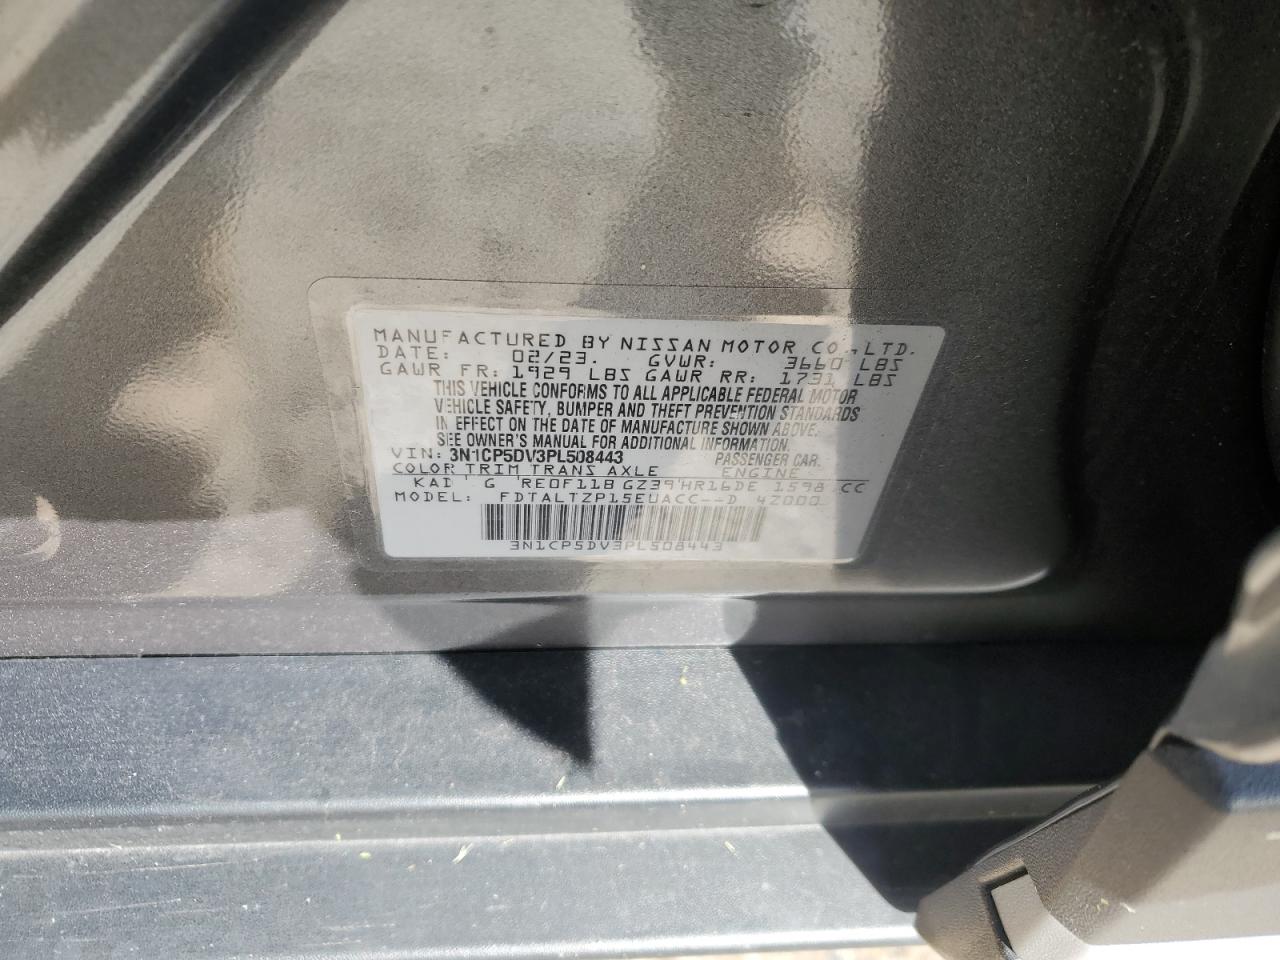 MANUFACTURED BY NISSAN MOTOR CO.,LTD.
DATE: 02/23. GVWR: 3660 LBS
GAWR FR: 1929 LBS GAWR RR: 1731 LBS
THIS VEHICLE CONFORMS TO ALL APPLICABLE FEDERAL MOTOR
VEHICLE SAFETY, BUMPER AND THEFT PREVENTION STANDARDS
IN EFFECT ON THE DATE OF MANUFACTURE SHOWN ABOVE.
SEE OWNER'S MANUAL FOR ADDITIONAL INFORMATION.
VIN: 3N1CP5DV3PL508443 PASSENGER CAR.
COLOR TRIM TRANS AXLE ENGINE
KAD G RE0F11B GZ39 HR16DE 1598 CC
MODEL: FDTALTZP15EUACC--D 4Z000
3N1CP5DV3PL508443